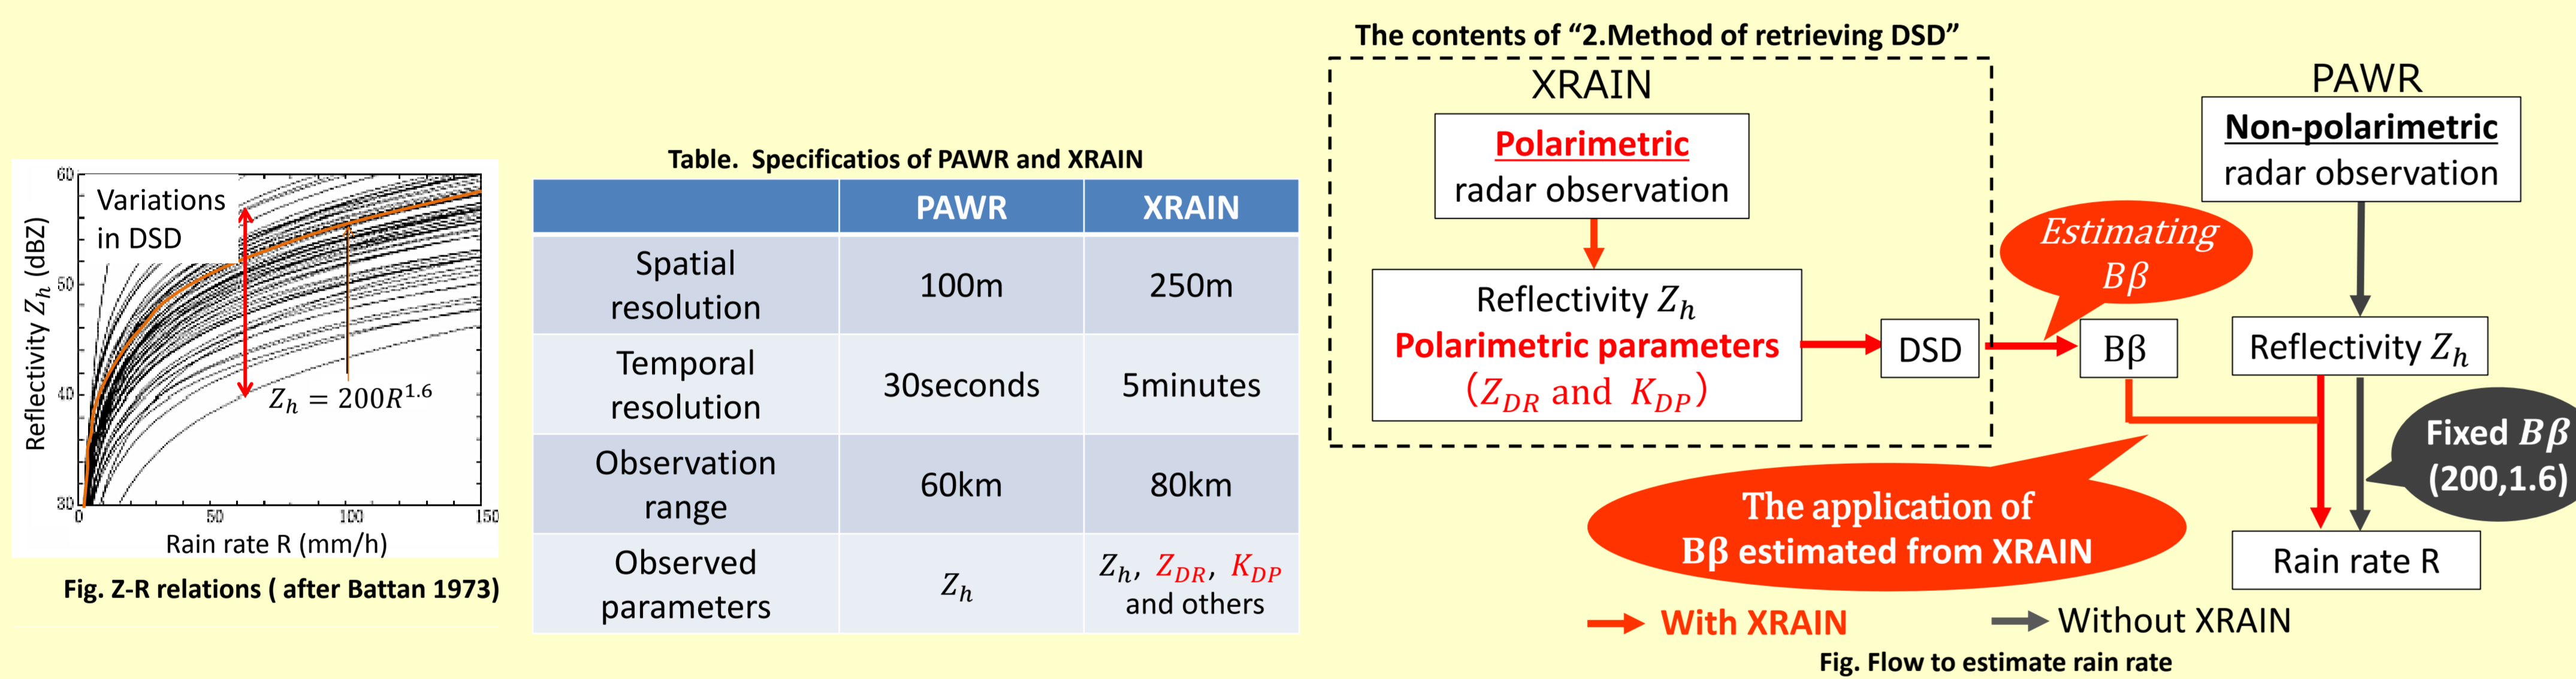 60
Variations
in DSD
50
40
30
Reflectivity Z_h (dBZ)
Z_h = 200R^1.6
0
50
100
150
Rain rate R (mm/h)
Fig. Z-R relations ( after Battan 1973)
Table. Specificatios of PAWR and XRAIN
PAWR XRAIN
Spatial
resolution
100m 250m
Temporal
resolution
30seconds 5minutes
Observation
range
60km 80km
Observed
parameters
Z_h
Z_h, Z_DR, K_DP
and others
The contents of “2.Method of retrieving DSD”
XRAIN
Polarimetric
radar observation
Reflectivity Z_h
Polarimetric parameters
(Z_DR and K_DP)
DSD
Estimating
Bβ
Bβ
PAWR
Non-polarimetric
radar observation
Reflectivity Z_h
Fixed Bβ
(200,1.6)
The application of
Bβ estimated from XRAIN
Rain rate R
With XRAIN
Without XRAIN
Fig. Flow to estimate rain rate